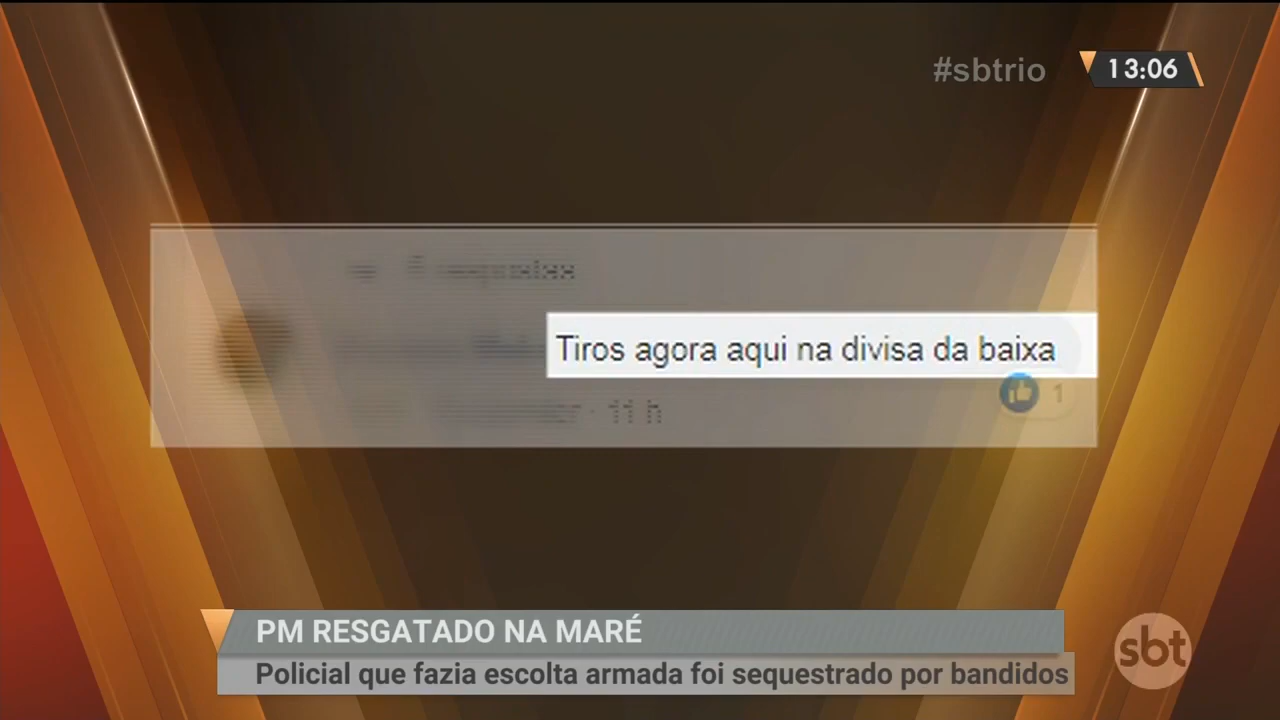 #sbtrio
13:06
Tiros agora aqui na divisa da baixa
1
11 h
PM RESGATADO NA MARÉ
Policial que fazia escolta armada foi sequestrado por bandidos
sbt